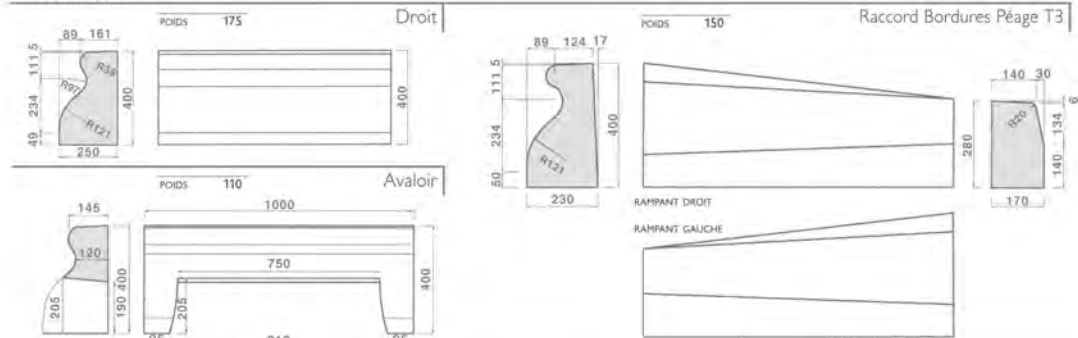 POIDS 175 Droit
89 161
5
111
R38
R97
234
R121
49
400
250
400
POIDS 110 Avaloir
145
1000
120
750
400
190
205
205
400
POIDS 150 Raccord Bordures Péage T3
89 124 17
5
111
234
R121
50
400
230
RAMPANT DROIT
RAMPANT GAUCHE
280
140 30
6
R20
134
140
170